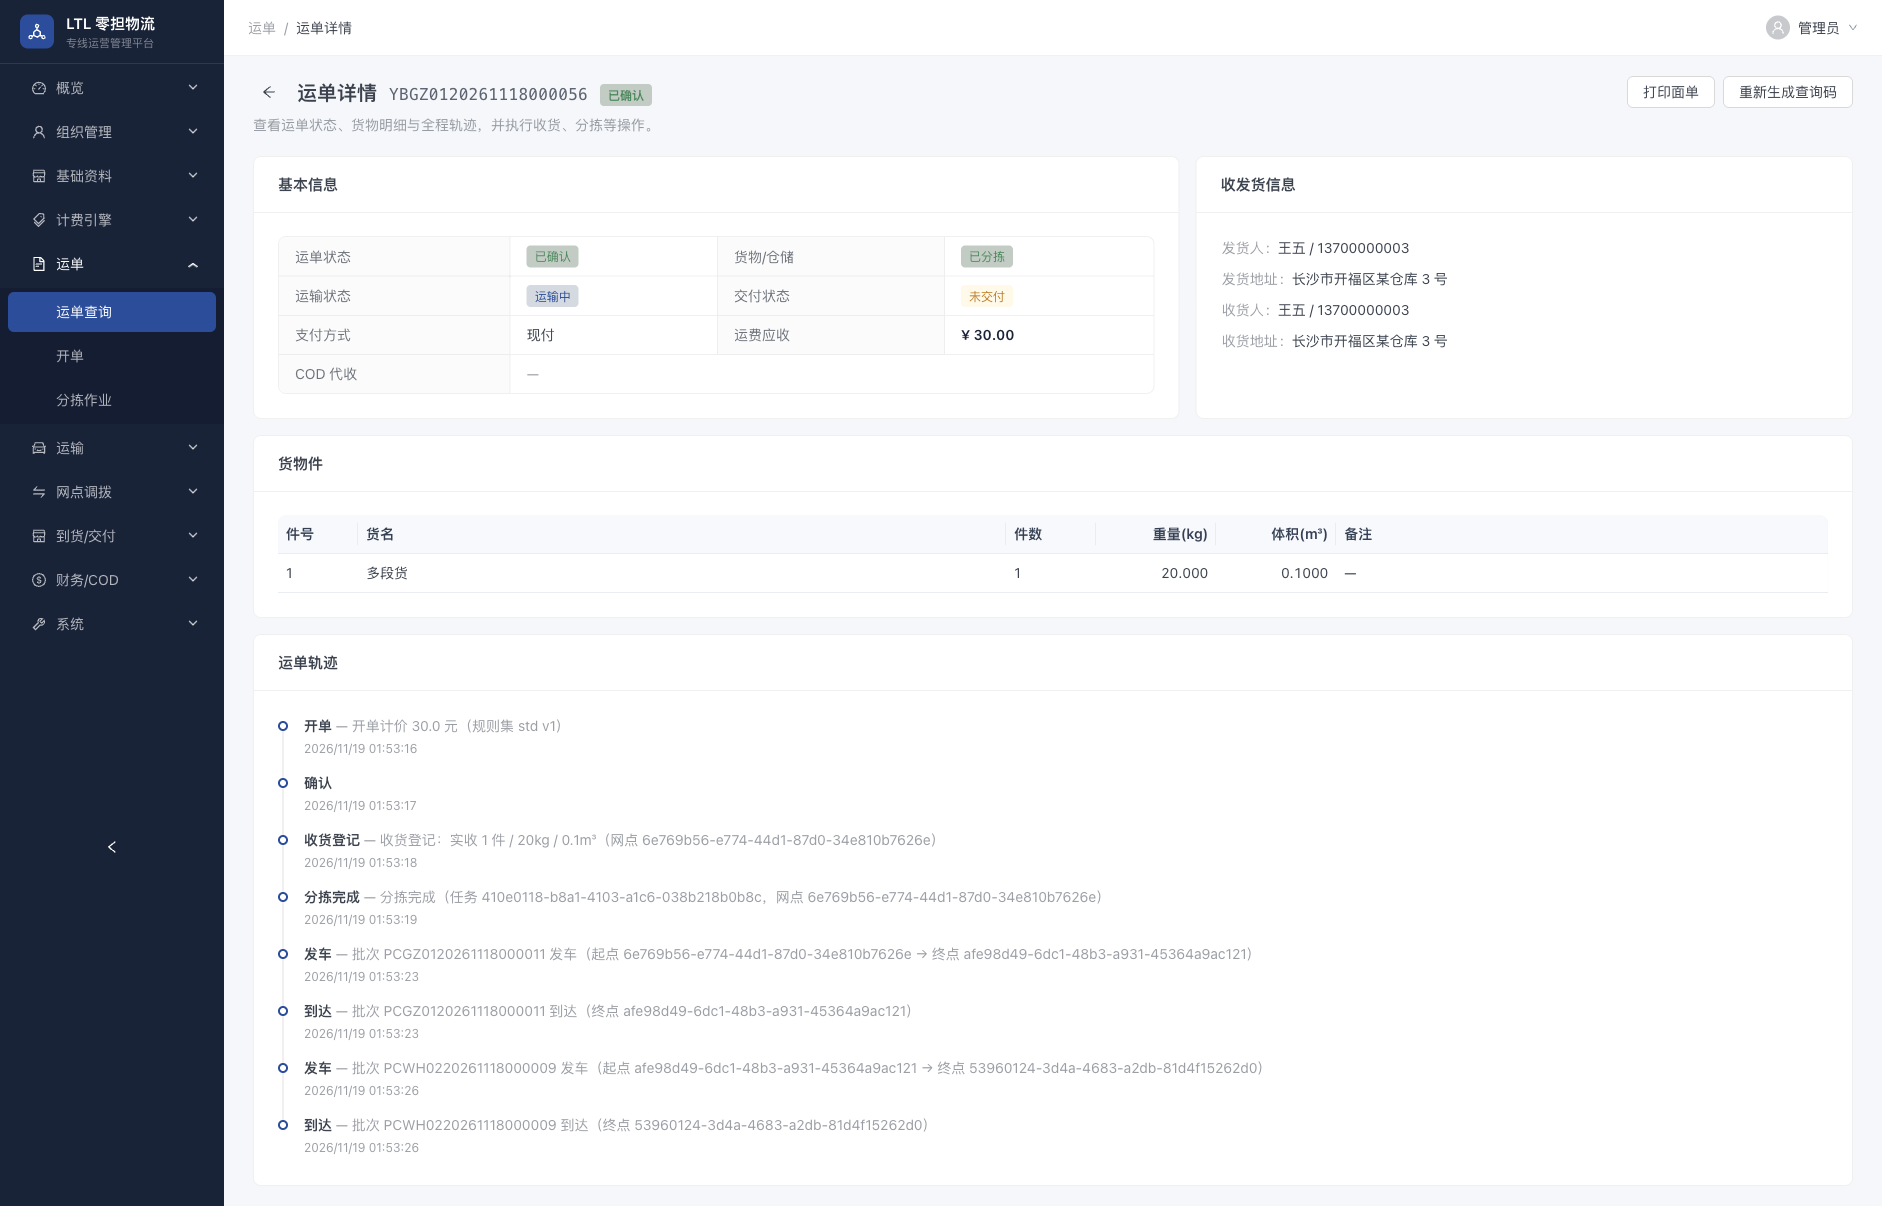 LTL 零担物流
专线运营管理平台
概览
组织管理
基础资料
计费引擎
运单
运单查询
开单
分拣作业
运输
网点调拨
到货/交付
财务/COD
系统
运单 / 运单详情
管理员
运单详情 YBGZ0120261118000056 已确认
打印面单 重新生成查询码
查看运单状态、货物明细与全程轨迹，并执行收货、分拣等操作。
基本信息
运单状态 已确认 货物/仓储 已分拣
运输状态 运输中 交付状态 未交付
支付方式 现付 运费应收 ¥ 30.00
COD 代收 —
收发货信息
发货人：王五 / 13700000003
发货地址：长沙市开福区某仓库 3 号
收货人：王五 / 13700000003
收货地址：长沙市开福区某仓库 3 号
货物件
件号 货名 件数 重量(kg) 体积(m³) 备注
1 多段货 1 20.000 0.1000 —
运单轨迹
开单 — 开单计价 30.0 元（规则集 std v1）
2026/11/19 01:53:16
确认
2026/11/19 01:53:17
收货登记 — 收货登记：实收 1 件 / 20kg / 0.1m³（网点 6e769b56-e774-44d1-87d0-34e810b7626e）
2026/11/19 01:53:18
分拣完成 — 分拣完成（任务 410e0118-b8a1-4103-a1c6-038b218b0b8c，网点 6e769b56-e774-44d1-87d0-34e810b7626e）
2026/11/19 01:53:19
发车 — 批次 PCGZ0120261118000011 发车（起点 6e769b56-e774-44d1-87d0-34e810b7626e → 终点 afe98d49-6dc1-48b3-a931-45364a9ac121）
2026/11/19 01:53:23
到达 — 批次 PCGZ0120261118000011 到达（终点 afe98d49-6dc1-48b3-a931-45364a9ac121）
2026/11/19 01:53:23
发车 — 批次 PCWH0220261118000009 发车（起点 afe98d49-6dc1-48b3-a931-45364a9ac121 → 终点 53960124-3d4a-4683-a2db-81d4f15262d0）
2026/11/19 01:53:26
到达 — 批次 PCWH0220261118000009 到达（终点 53960124-3d4a-4683-a2db-81d4f15262d0）
2026/11/19 01:53:26